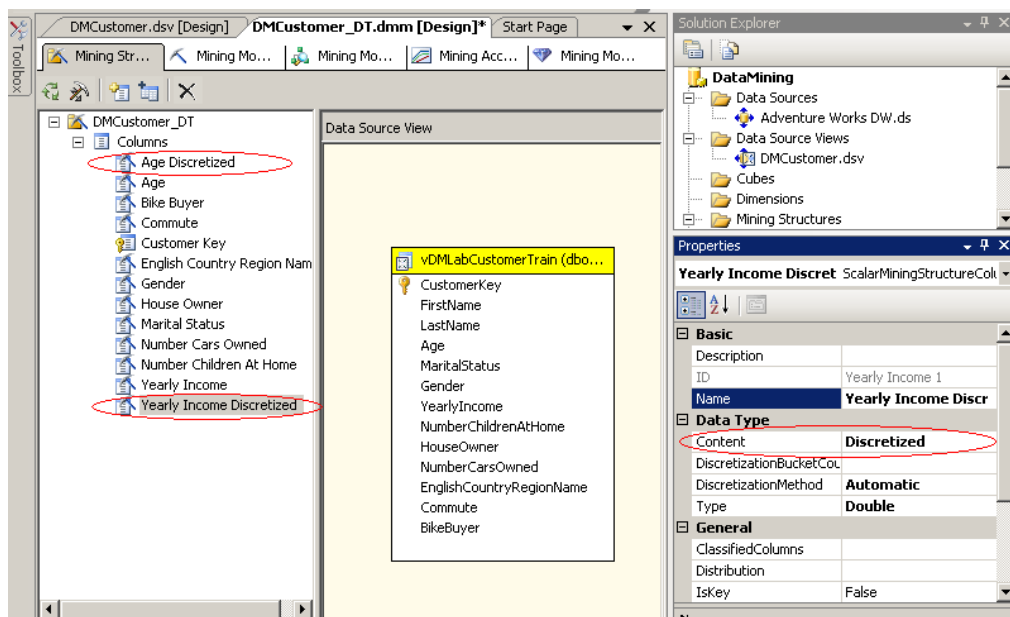 DMCustomer.dsv [Design]
DMCustomer_DT.dmm [Design]*
Start Page
Toolbox
Mining Str...
Mining Mo...
Mining Mo...
Mining Acc...
Mining Mo...
DMCustomer_DT
Columns
Age Discretized
Age
Bike Buyer
Commute
Customer Key
English Country Region Nam
Gender
House Owner
Marital Status
Number Cars Owned
Number Children At Home
Yearly Income
Yearly Income Discretized
Data Source View
vDMLabCustomerTrain (dbo...
CustomerKey
FirstName
LastName
Age
MaritalStatus
Gender
YearlyIncome
NumberChildrenAtHome
HouseOwner
NumberCarsOwned
EnglishCountryRegionName
Commute
BikeBuyer
Solution Explorer
DataMining
Data Sources
Adventure Works DW.ds
Data Source Views
DMCustomer.dsv
Cubes
Dimensions
Mining Structures
Properties
Yearly Income Discret ScalarMiningStructureColu
Basic
Description
ID Yearly Income 1
Name Yearly Income Discr
Data Type
Content Discretized
DiscretizationBucketCou
DiscretizationMethod Automatic
Type Double
General
ClassifiedColumns
Distribution
IsKey False